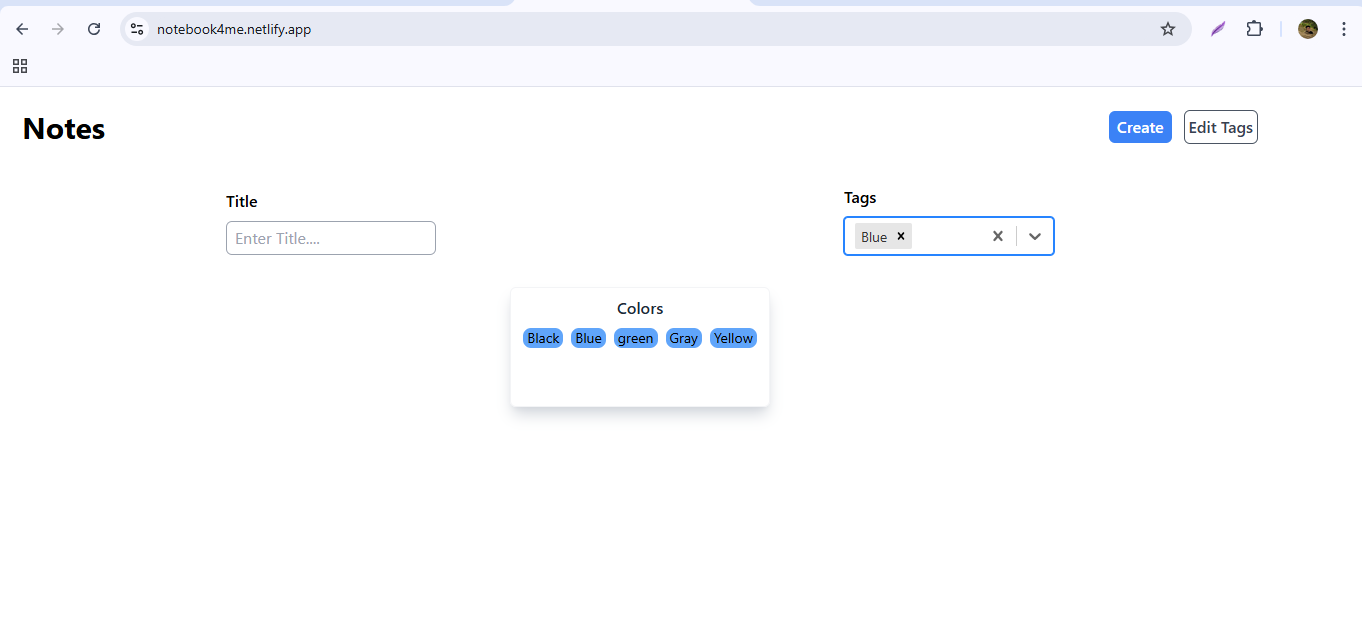 notebook4me.netlify.app
Notes
Create Edit Tags
Title
Tags
Enter Title....
Blue
Colors
Black Blue green Gray Yellow